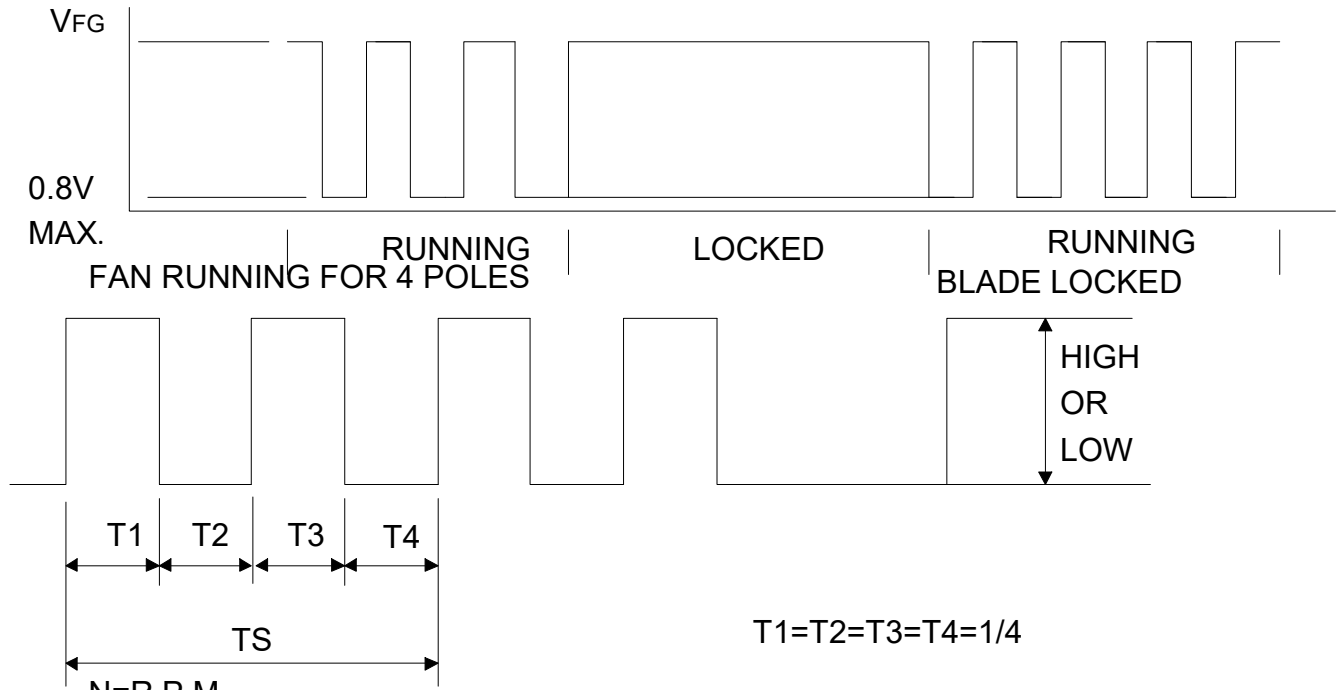 VFG
0.8V
MAX.
RUNNING
LOCKED
RUNNING
FAN RUNNING FOR 4 POLES
BLADE LOCKED
HIGH
OR
LOW
T1 T2 T3 T4
TS
T1=T2=T3=T4=1/4
N=R.P.M